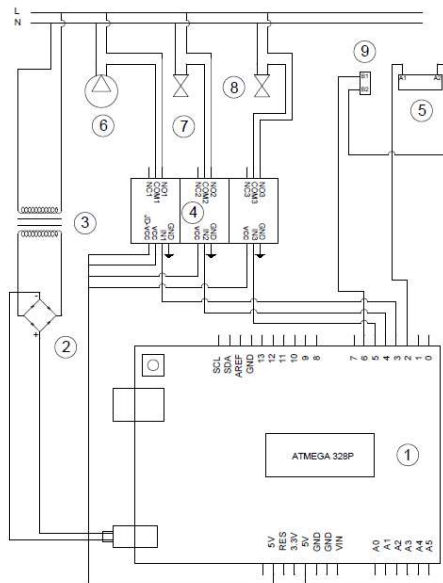 L
N
9
B1
B2
A1 A2
5
6
7
8
NC1
COM1
NO1
NC2
COM2
NO2
NC3
COM3
NO3
4
3
JD-VCC
VCC
IN1
GND
VCC
IN2
GND
VCC
IN3
GND
-
+
2
SCL
SDA
AREF
GND
13
12
11
10
9
8
7
6
5
4
3
2
1
0
ATMEGA 328P
1
5V
RES
3.3V
5V
GND
GND
VIN
A0
A1
A2
A3
A4
A5